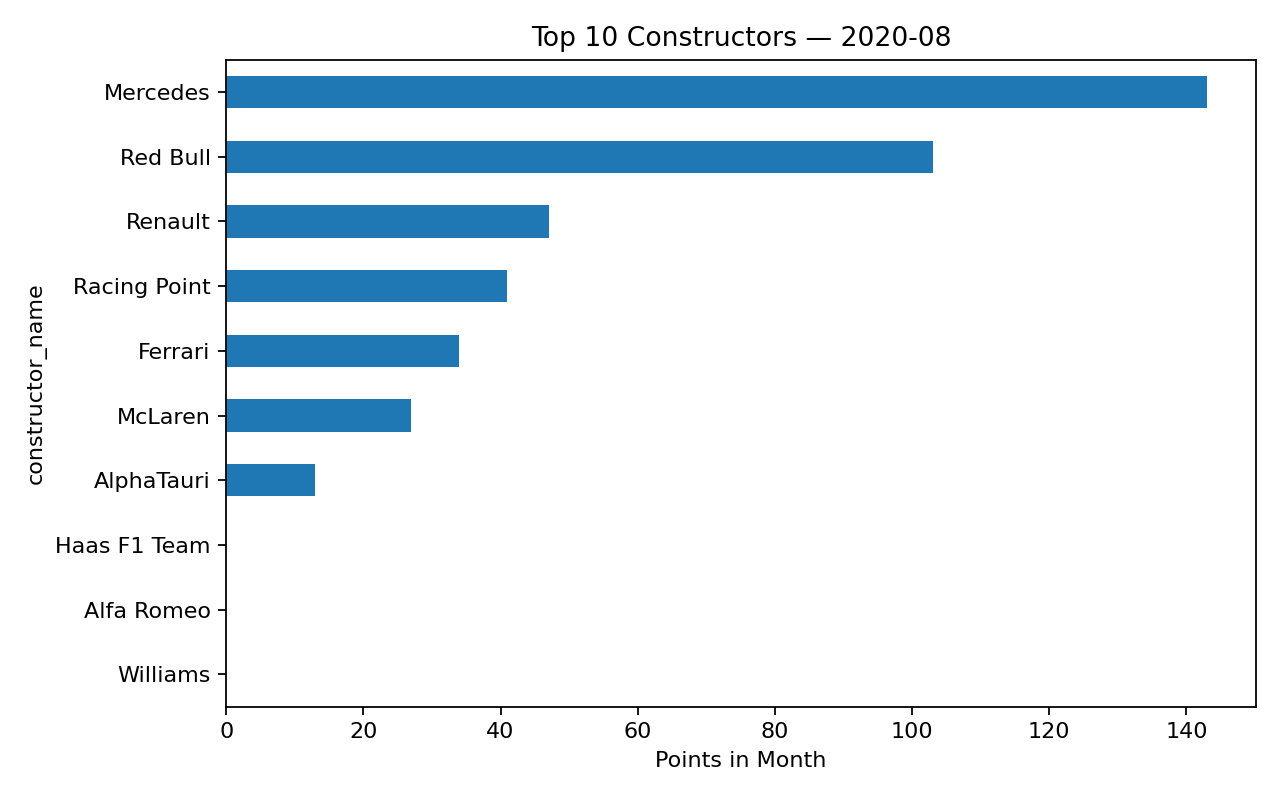 Top 10 Constructors — 2020-08
constructor_name
Mercedes
Red Bull
Renault
Racing Point
Ferrari
McLaren
AlphaTauri
Haas F1 Team
Alfa Romeo
Williams
0 20 40 60 80 100 120 140
Points in Month